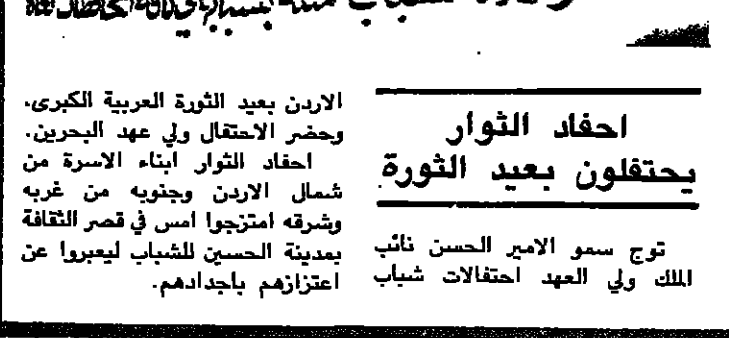 احفاد الثوار
يحتفلون بعيد الثورة
توج سمو الامير الحسن نائب
الملك ولي العهد احتفالات شباب
الاردن بعيد الثورة العربية الكبرى.
وحضر الاحتفال ولي عهد البحرين.
احفاد الثوار ابناء الاسرة من
شمال الاردن وجنوبه من غربه
وشرقه امتزجوا امس في قصر الثقافة
بمدينة الحسين للشباب ليعبروا عن
اعتزازهم باجدادهم.